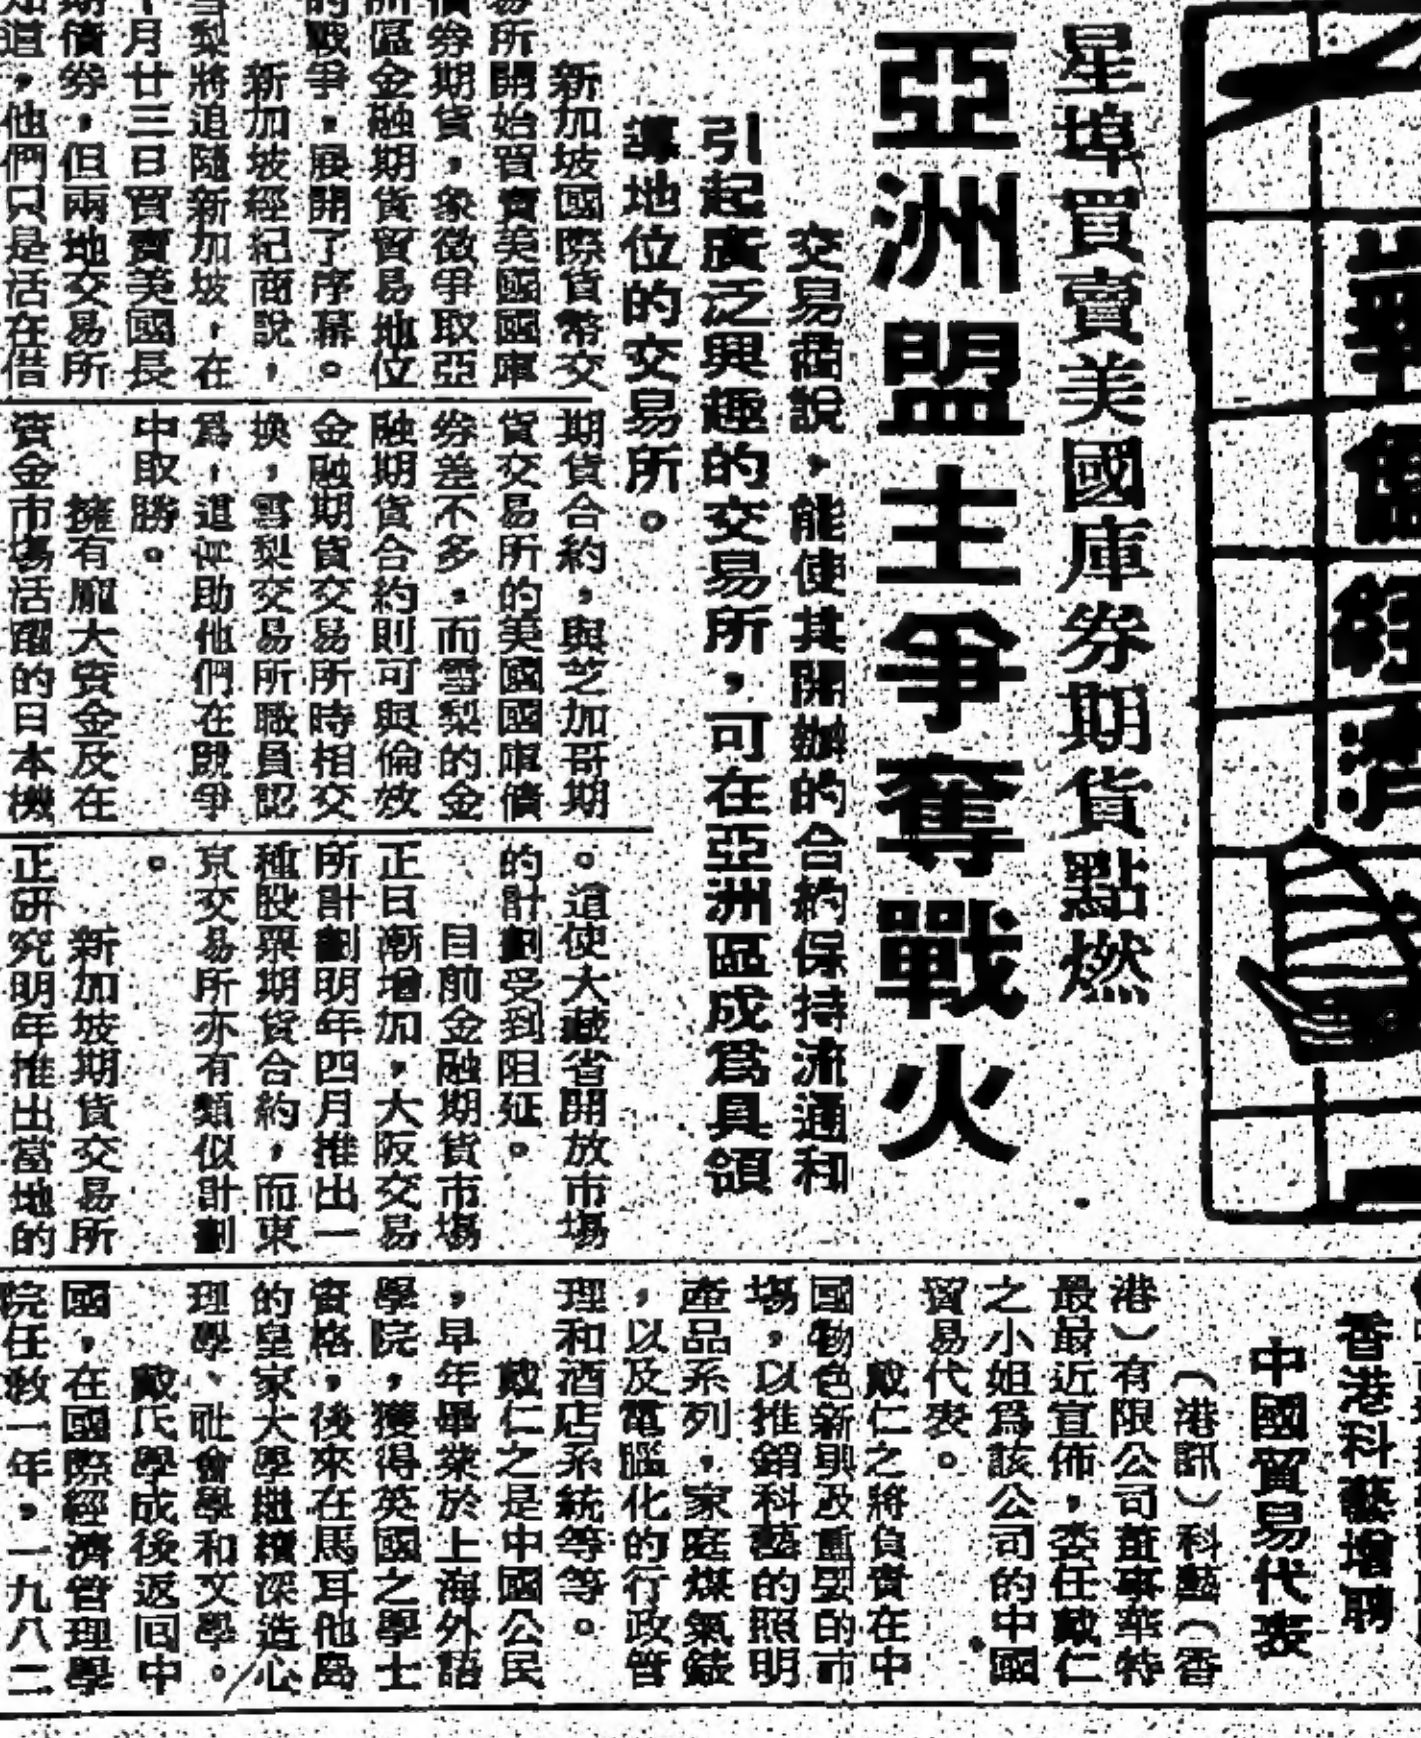 星埠買賣美國庫券期貨點燃
亞洲盟主爭奪戰火
交易商說，能使其開辦的合約保持流通和
引起廣泛興趣的交易所，可在亞洲區成爲具領
導地位的交易所。
新加坡國際貨幣交
易所開始買賣美國國庫
債券期貨，象徵爭取亞
洲區金融期貨貿易地位
的戰爭，展開了序幕。
新加坡經紀商說，
雪梨將追隨新加坡，在
十月廿三日買賣美國長
期債券，但兩地交易所
知道，他們只是活在借
期貨合約，與芝加哥期
貨交易所的美國國庫債
券差不多，而雪梨的金
融期貨合約則可與倫敦
金融期貨交易所時相交
換，雪梨交易所職員認
爲，這有助他們在競爭
中取勝。
擁有龐大資金及在
資金市場活躍的日本機
。這使大藏省開放市場
的計劃受到阻延。
目前金融期貨市場
正日漸增加，大阪交易
所計劃明年四月推出一
種股票期貨合約，而東
京交易所亦有類似計劃
。
新加坡期貨交易所
正研究明年推出當地的
香港科藝增聘
中國貿易代表
（港訊）科藝（香
港）有限公司董事華特
最最近宣佈，委任戴仁
之小姐爲該公司的中國
貿易代表。
戴仁之將負責在中
國物色新興及重要的市
場，以推銷科藝的照明
產品系列，家庭煤氣錶
，以及電腦化的行政管
理和酒店系統等等。
戴仁之是中國公民
，早年畢業於上海外語
學院，獲得英國之學士
資格，後來在馬耳他島
的皇家大學繼續深造心
理學、社會學和文學。
戴氏學成後返回中
國，在國際經濟管理學
院任教一年，一九八二